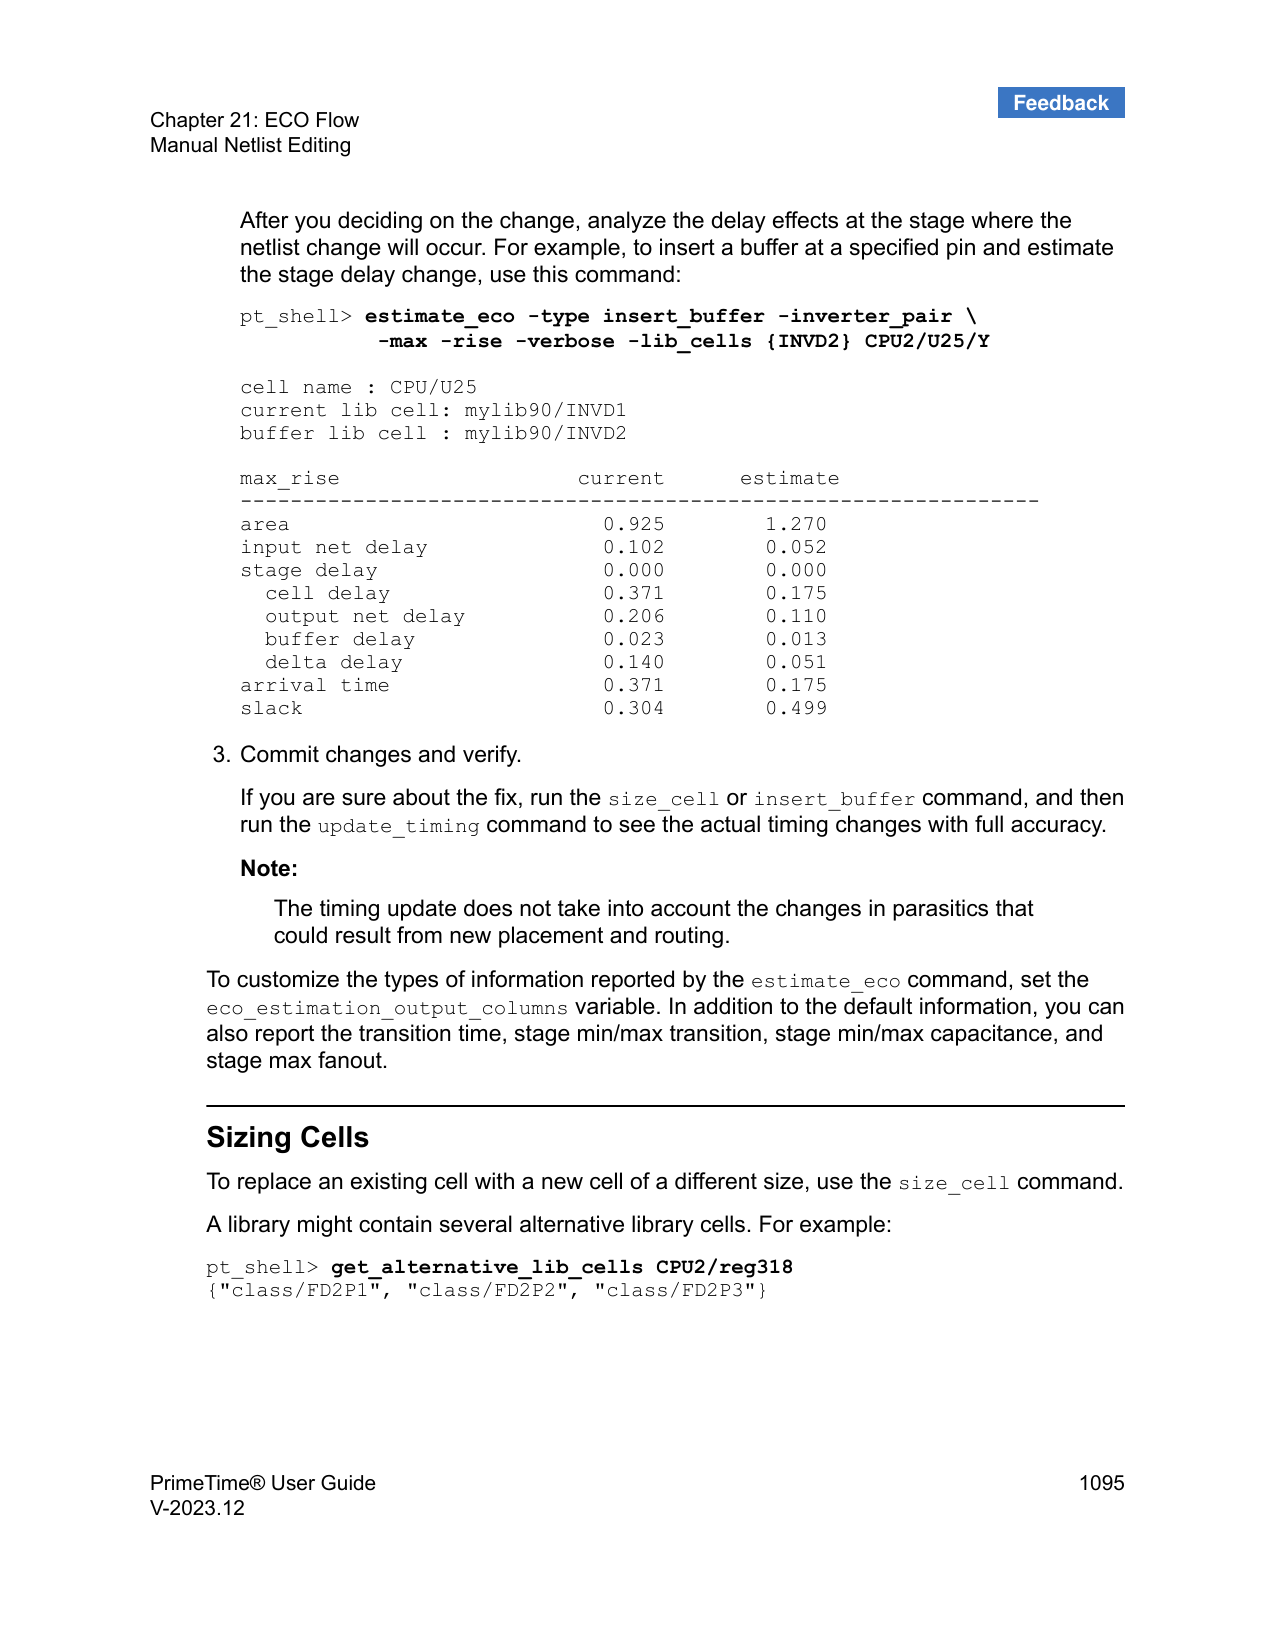 Feedback
Chapter 21: ECO Flow
Manual Netlist Editing
After you deciding on the change, analyze the delay effects at the stage where the
netlist change will occur. For example, to insert a buffer at a specified pin and estimate
the stage delay change, use this command:
pt_shell> estimate_eco -type insert_buffer -inverter_pair \
-max -rise -verbose -lib_cells {INVD2} CPU2/U25/Y
cell name : CPU/U25
current lib cell: mylib90/INVD1
buffer lib cell : mylib90/INVD2
max_rise current estimate
----------------------------------------------------------------
area 0.925 1.270
input net delay 0.102 0.052
stage delay 0.000 0.000
cell delay 0.371 0.175
output net delay 0.206 0.110
buffer delay 0.023 0.013
delta delay 0.140 0.051
arrival time 0.371 0.175
slack 0.304 0.499
3. Commit changes and verify.
If you are sure about the fix, run the size_cell or insert_buffer command, and then
run the update_timing command to see the actual timing changes with full accuracy.
Note:
The timing update does not take into account the changes in parasitics that
could result from new placement and routing.
To customize the types of information reported by the estimate_eco command, set the
eco_estimation_output_columns variable. In addition to the default information, you can
also report the transition time, stage min/max transition, stage min/max capacitance, and
stage max fanout.
Sizing Cells
To replace an existing cell with a new cell of a different size, use the size_cell command.
A library might contain several alternative library cells. For example:
pt_shell> get_alternative_lib_cells CPU2/reg318
{"class/FD2P1", "class/FD2P2", "class/FD2P3"}
PrimeTime® User Guide 1095
V-2023.12